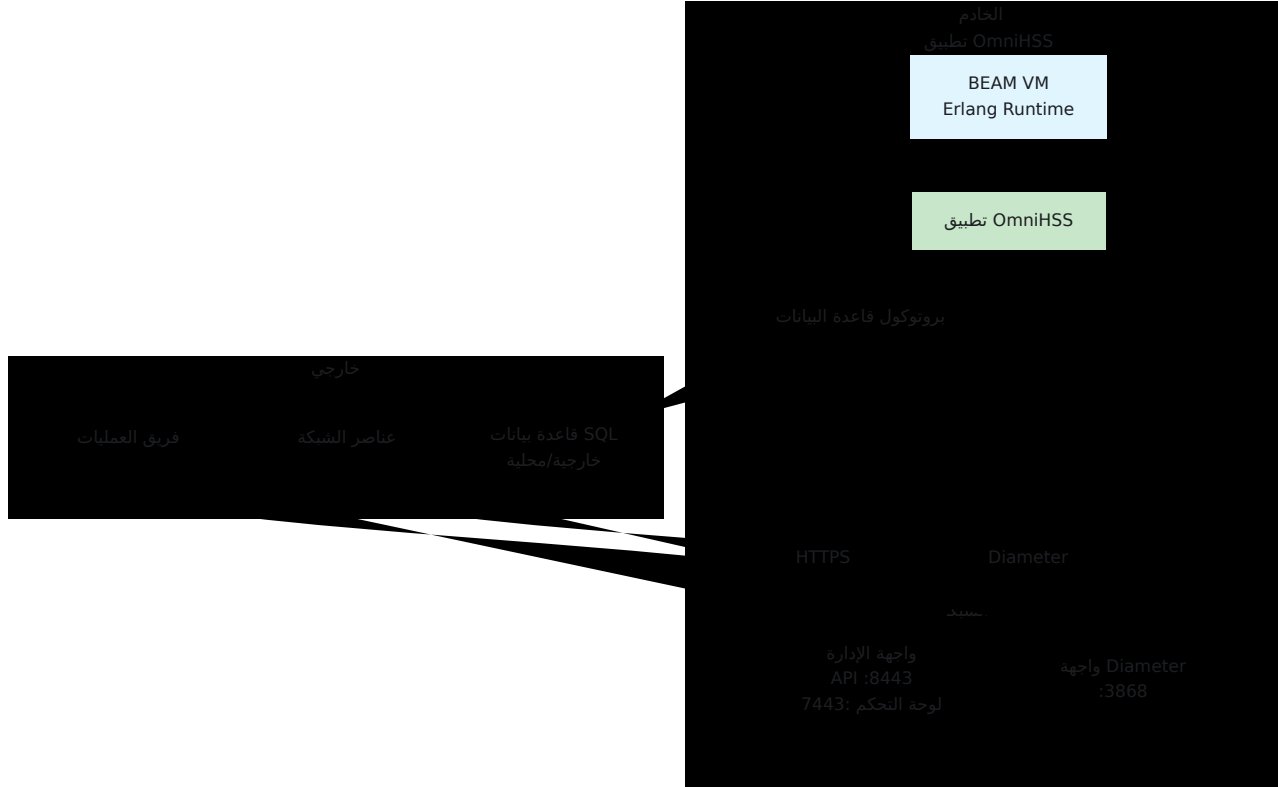 الخادم
تطبيق OmniHSS
BEAM VM
Erlang Runtime
تطبيق OmniHSS
بروتوكول قاعدة البيانات
خارجي
فريق العمليات
عناصر الشبكة
قاعدة بيانات SQL
خارجية/محلية
HTTPS
Diameter
واجهة الإدارة
API :8443
لوحة التحكم :7443
واجهة Diameter
:3868